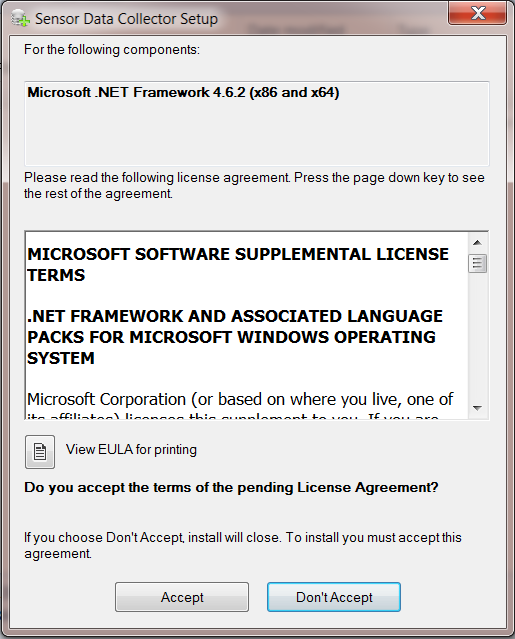 Sensor Data Collector Setup
For the following components:
Microsoft .NET Framework 4.6.2 (x86 and x64)
Please read the following license agreement. Press the page down key to see
the rest of the agreement.
MICROSOFT SOFTWARE SUPPLEMENTAL LICENSE
TERMS
.NET FRAMEWORK AND ASSOCIATED LANGUAGE
PACKS FOR MICROSOFT WINDOWS OPERATING
SYSTEM
Microsoft Corporation (or based on where you live, one of
its affiliates) licenses this supplement to you. If you are
View EULA for printing
Do you accept the terms of the pending License Agreement?
If you choose Don't Accept, install will close. To install you must accept this
agreement.
Accept
Don't Accept